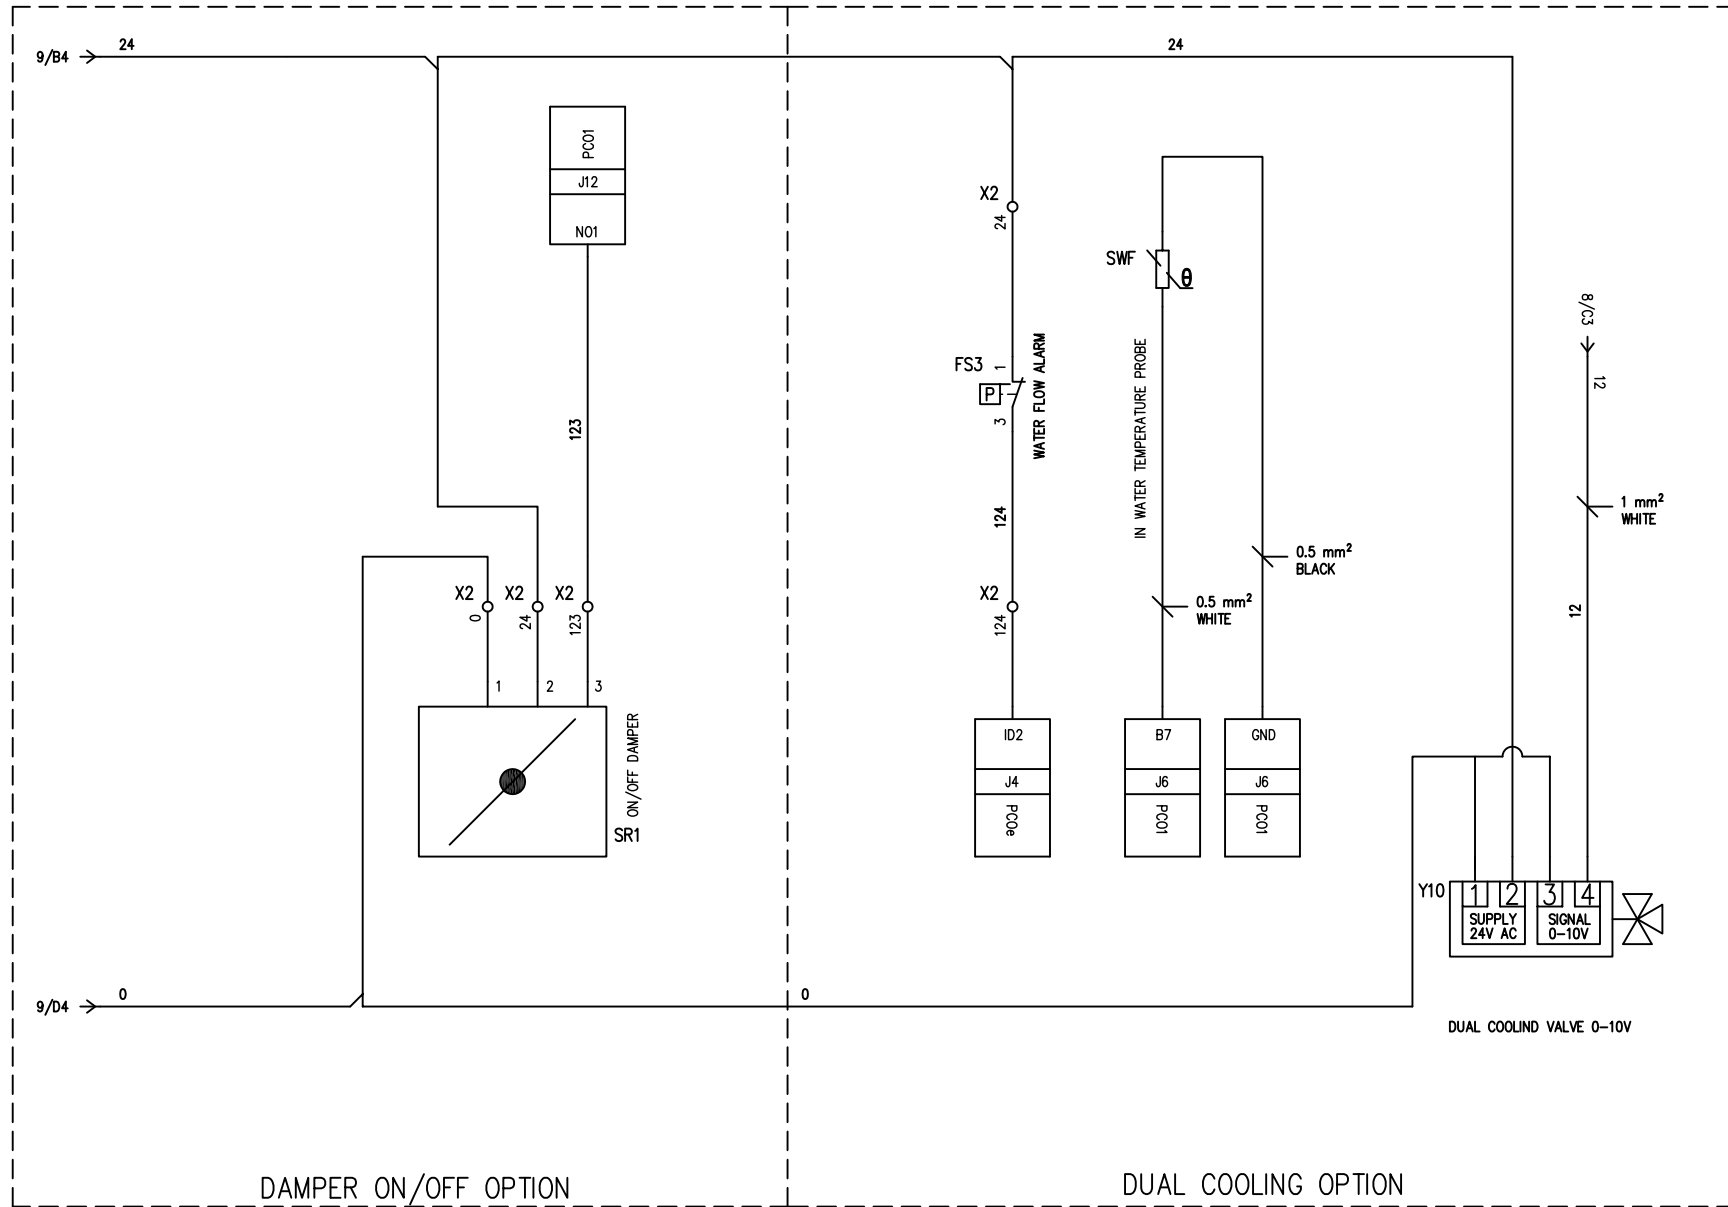 9/B4
24
24
PCO1
J12
NO1
123
X2
0
X2
24
X2
123
1
2
3
ON/OFF DAMPER
SR1
9/D4
0
0
DAMPER ON/OFF OPTION
X2
24
FS3
1
P
3
WATER FLOW ALARM
124
X2
124
ID2
J4
PCOe
SWF
θ
IN WATER TEMPERATURE PROBE
0.5 mm²
WHITE
0.5 mm²
BLACK
B7
J6
PCO1
GND
J6
PCO1
8/C3
12
1 mm²
WHITE
12
Y10
1 2 3 4
SUPPLY
24V AC
SIGNAL
0-10V
DUAL COOLIND VALVE 0-10V
DUAL COOLING OPTION